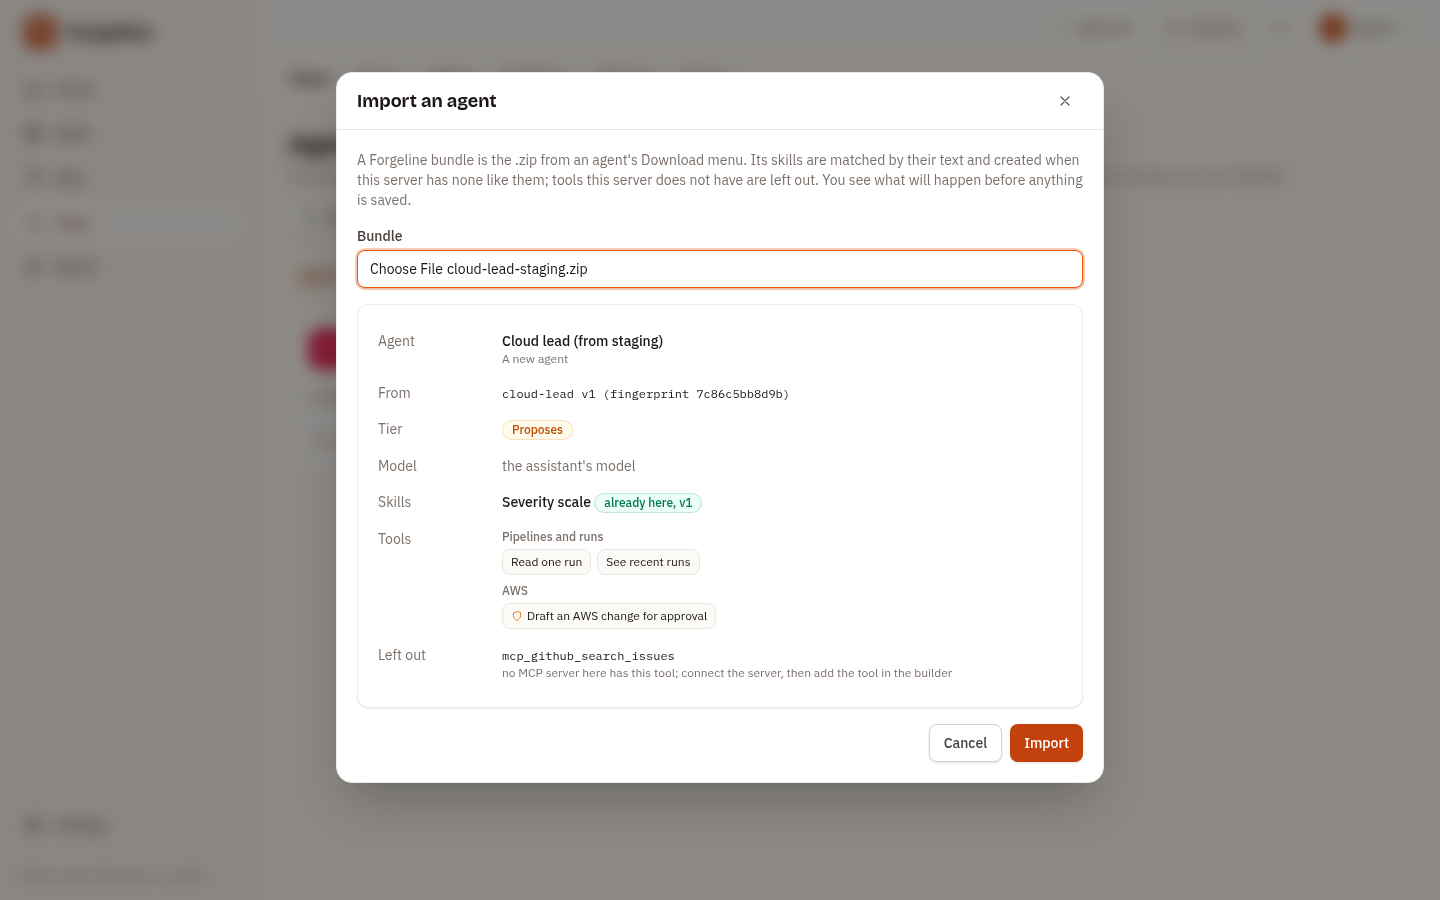 Import an agent
A Forgeline bundle is the .zip from an agent's Download menu. Its skills are matched by their text and created when
this server has none like them; tools this server does not have are left out. You see what will happen before anything
is saved.
Bundle
Choose File cloud-lead-staging.zip
Agent
Cloud lead (from staging)
A new agent
From
cloud-lead v1 (fingerprint 7c86c5bb8d9b)
Tier
Proposes
Model
the assistant's model
Skills
Severity scale already here, v1
Tools
Pipelines and runs
Read one run See recent runs
AWS
Draft an AWS change for approval
Left out
mcp_github_search_issues
no MCP server here has this tool; connect the server, then add the tool in the builder
Cancel Import